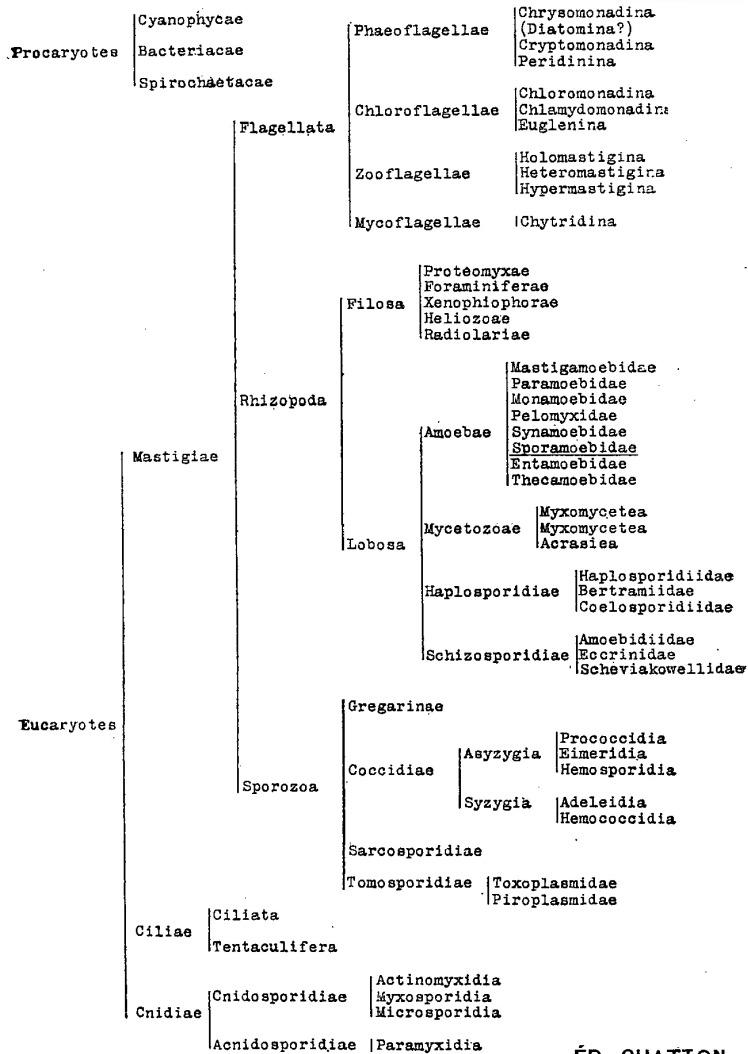 Procaryotes
Cyanophycae
Bacteriacae
Spirochaetacae
Eucaryotes
Mastigiae
Flagellata
Phaeoflagellae
Chrysomonadina
(Diatomina?)
Cryptomonadina
Peridinina
Chloroflagellae
Chloromonadina
Chlamydomonadina
Euglenina
Zooflagellae
Holomastigina
Heteromastigina
Hypermastigina
Mycoflagellae
Chytridina
Rhizopoda
Filosa
Proteomyxae
Foraminiferae
Xenophiophorae
Heliozoae
Radiolariae
Lobosa
Amoebae
Mastigamoebidae
Paramoebidae
Monamoebidae
Pelomyxidae
Synamoebidae
Sporamoebidae
Entamoebidae
Thecamoebidae
Mycetozoae
Myxomycetea
Myxomycetea
Acrasiea
Haplosporidiae
Haplosporidiidae
Bertramiidae
Coelosporidiidae
Schizosporidiae
Amoebidiidae
Eccrinidae
Scheviakowellidae
Sporozoa
Gregarinae
Coccidiae
Asyzygia
Prococcidia
Eimeridia
Hemosporidia
Syzygia
Adeleidia
Hemococcidia
Sarcosporidiae
Tomosporidiae
Toxoplasmidae
Piroplasmidae
Ciliae
Ciliata
Tentaculifera
Cnidiae
Cnidosporidiae
Actinomyxidia
Myxosporidia
Microsporidia
Acnidosporidiae
Paramyxidia
ÉD. CHATTON